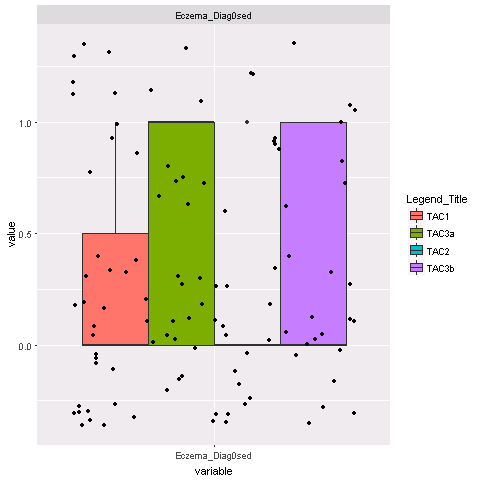 Eczema_Diag0sed
value
1.0
0.5
0.0
Eczema_Diag0sed
variable
Legend_Title
TAC1
TAC3a
TAC2
TAC3b